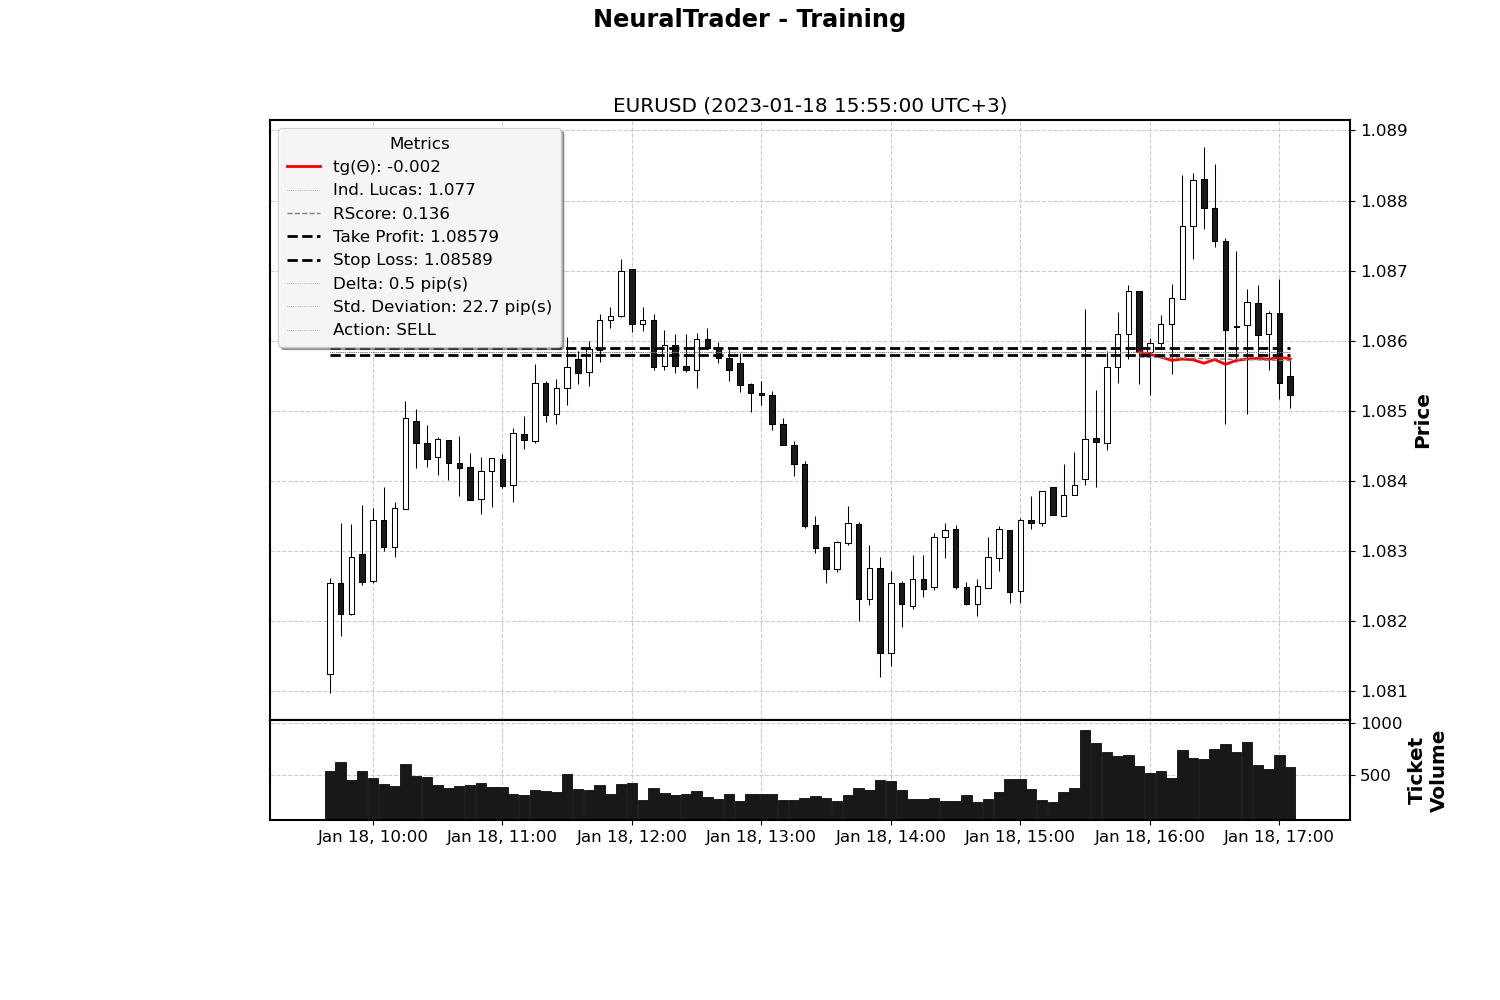 NeuralTrader - Training
EURUSD (2023-01-18 15:55:00 UTC+3)
Metrics
tg(Θ): -0.002
Ind. Lucas: 1.077
RScore: 0.136
Take Profit: 1.08579
Stop Loss: 1.08589
Delta: 0.5 pip(s)
Std. Deviation: 22.7 pip(s)
Action: SELL
1.089
1.088
1.087
1.086
1.085
1.084
1.083
1.082
1.081
Price
1000
500
Ticket
Volume
Jan 18, 10:00
Jan 18, 11:00
Jan 18, 12:00
Jan 18, 13:00
Jan 18, 14:00
Jan 18, 15:00
Jan 18, 16:00
Jan 18, 17:00